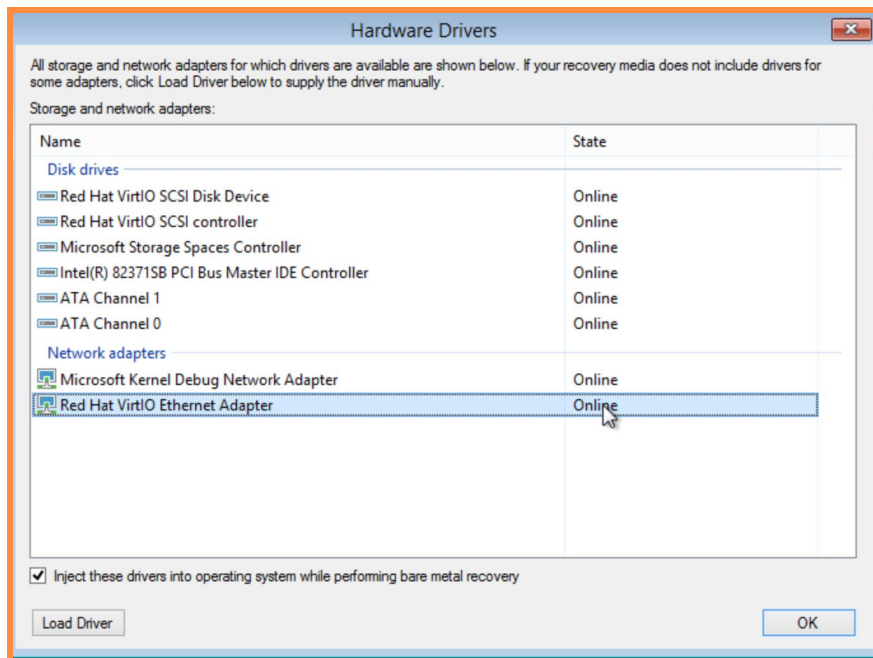 Hardware Drivers
All storage and network adapters for which drivers are available are shown below. If your recovery media does not include drivers for
some adapters, click Load Driver below to supply the driver manually.
Storage and network adapters:
Name State
Disk drives
Red Hat VirtIO SCSI Disk Device Online
Red Hat VirtIO SCSI controller Online
Microsoft Storage Spaces Controller Online
Intel(R) 82371SB PCI Bus Master IDE Controller Online
ATA Channel 1 Online
ATA Channel 0 Online
Network adapters
Microsoft Kernel Debug Network Adapter Online
Red Hat VirtIO Ethernet Adapter Online
Inject these drivers into operating system while performing bare metal recovery
Load Driver OK